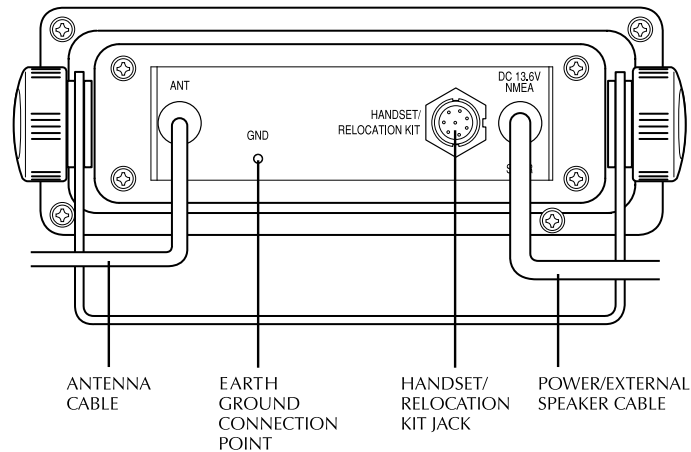 ANT
DC 13.6V
NMEA
HANDSET/
RELOCATION KIT
GND
ANTENNA
CABLE
EARTH
GROUND
CONNECTION
POINT
HANDSET/
RELOCATION
KIT JACK
POWER/EXTERNAL
SPEAKER CABLE